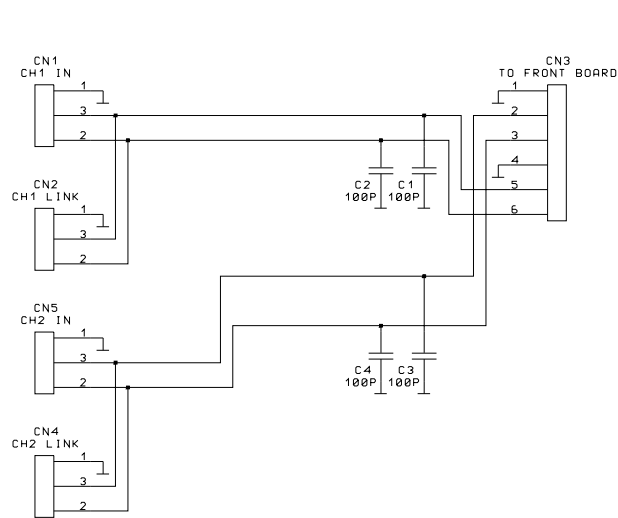 CN1
CH1 IN
1
3
2
CN3
TO FRONT BOARD
1
2
3
4
5
6
C2
100P
C1
100P
CN2
CH1 LINK
1
3
2
CN5
CH2 IN
1
3
2
C4
100P
C3
100P
CN4
CH2 LINK
1
3
2